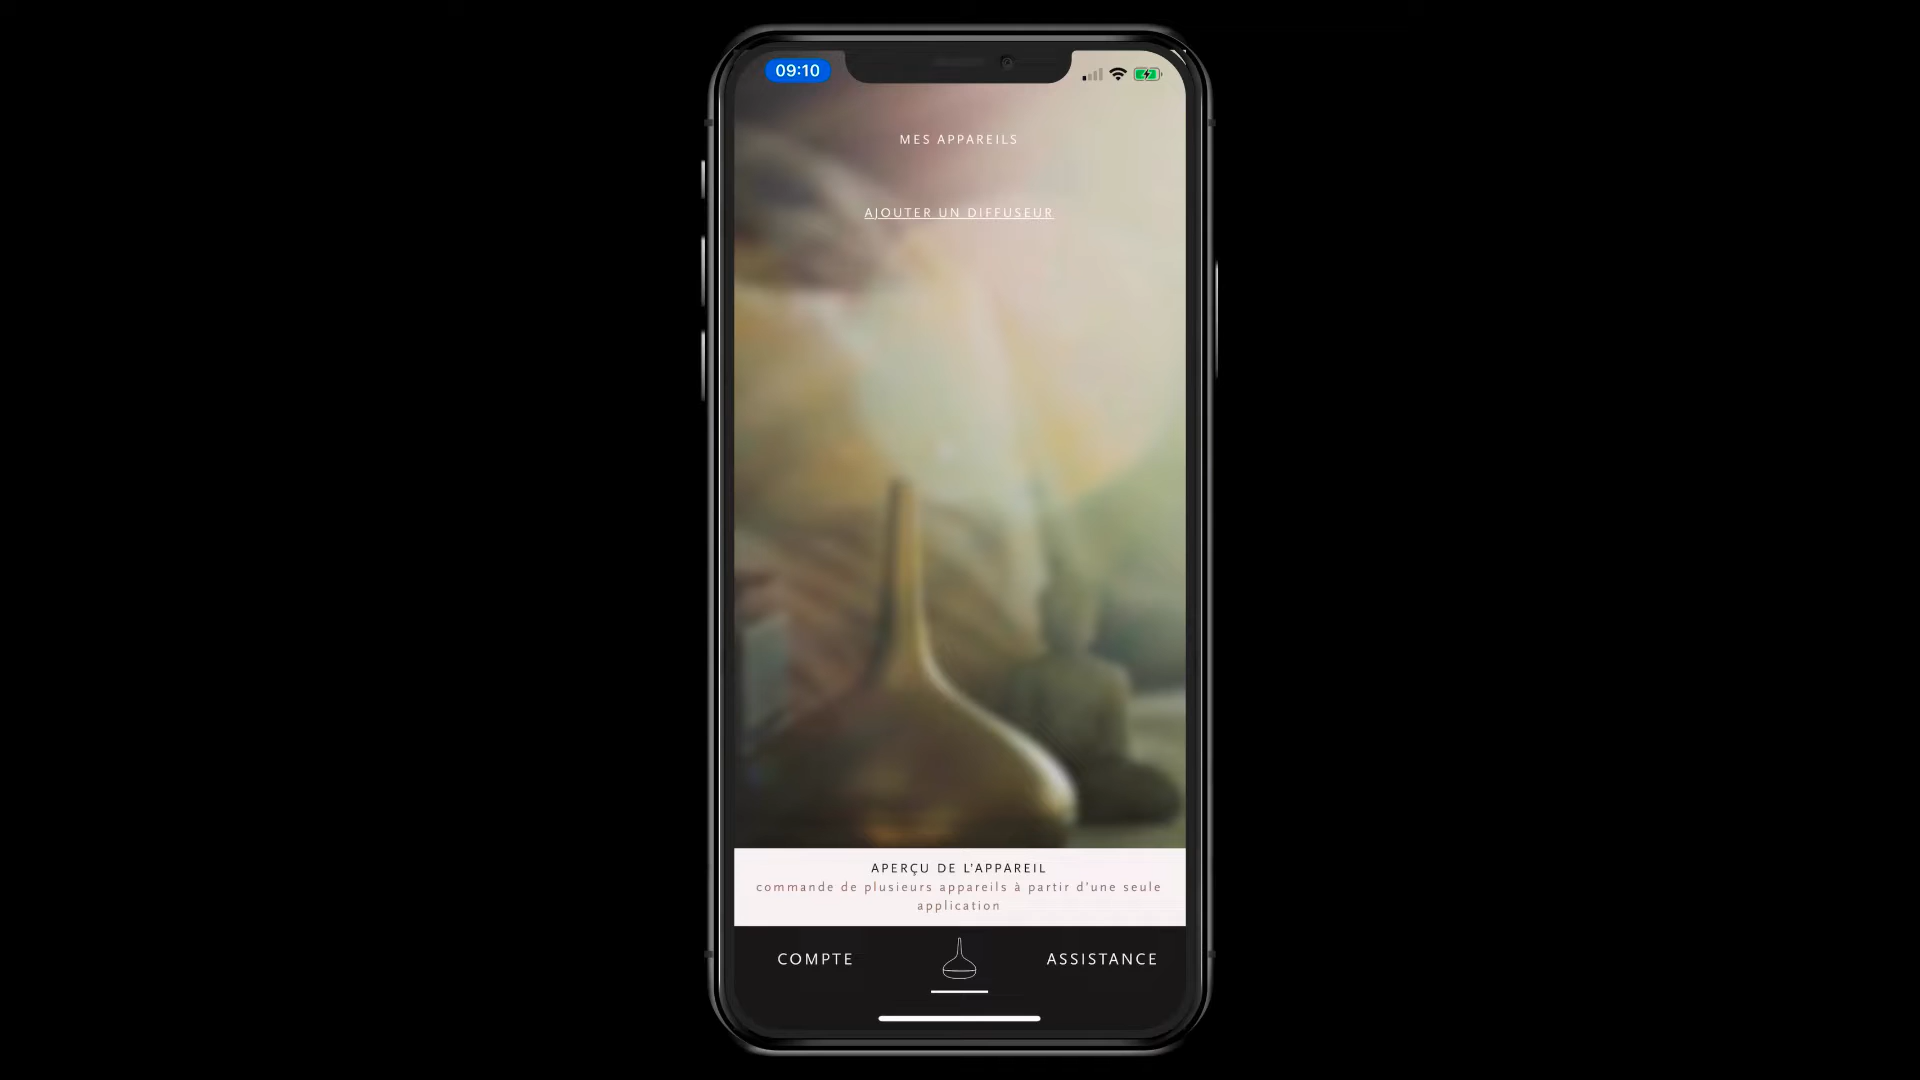 09:10
MES APPAREILS
AJOUTER UN DIFFUSEUR
APERÇU DE L'APPAREIL
commande de plusieurs appareils à partir d'une seule
application
COMPTE
ASSISTANCE